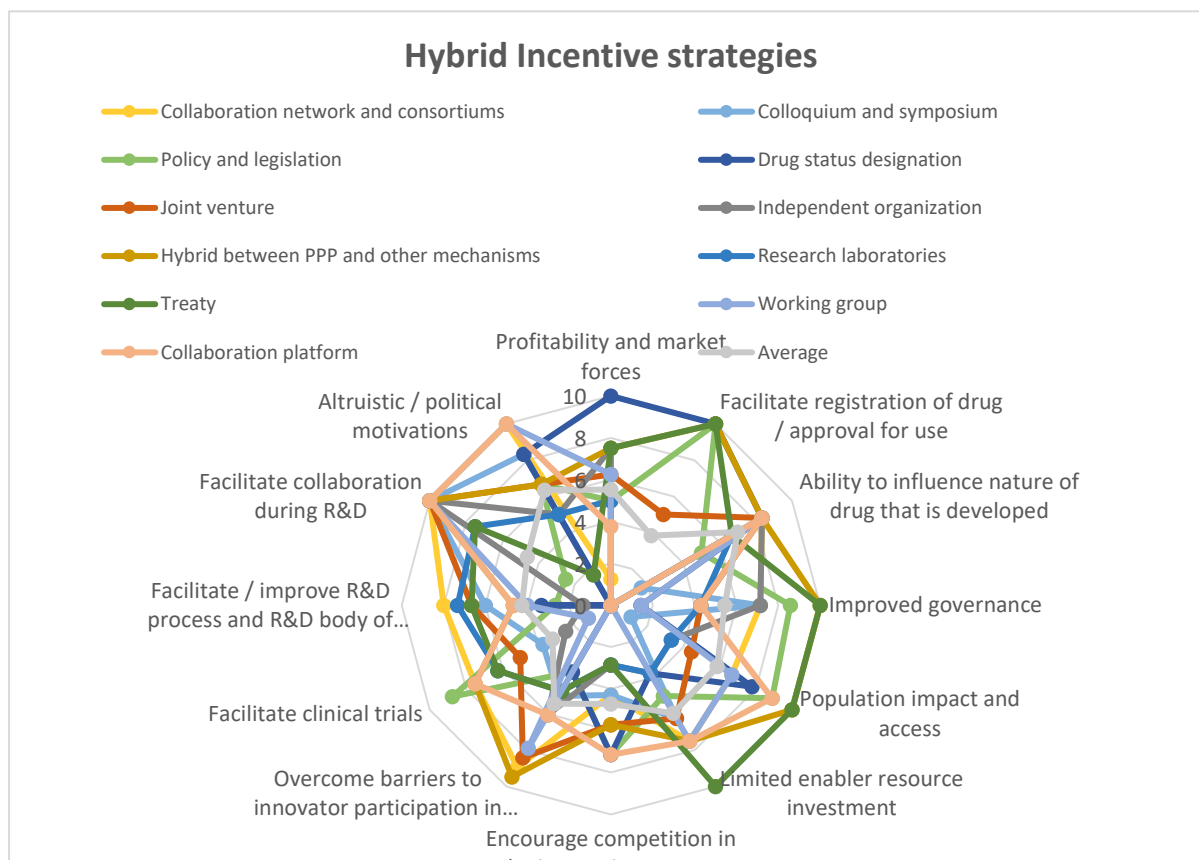 Hybrid Incentive strategies
Collaboration network and consortiums
Colloquium and symposium
Policy and legislation
Drug status designation
Joint venture
Independent organization
Hybrid between PPP and other mechanisms
Research laboratories
Treaty
Working group
Collaboration platform
Average
Profitability and market
forces
10
8
6
4
2
0
Facilitate registration of drug
/ approval for use
Ability to influence nature of
drug that is developed
Improved governance
Population impact and
access
Limited enabler resource
investment
Encourage competition in
Overcome barriers to
innovator participation in...
Facilitate clinical trials
Facilitate / improve R&D
process and R&D body of...
Facilitate collaboration
during R&D
Altruistic / political
motivations